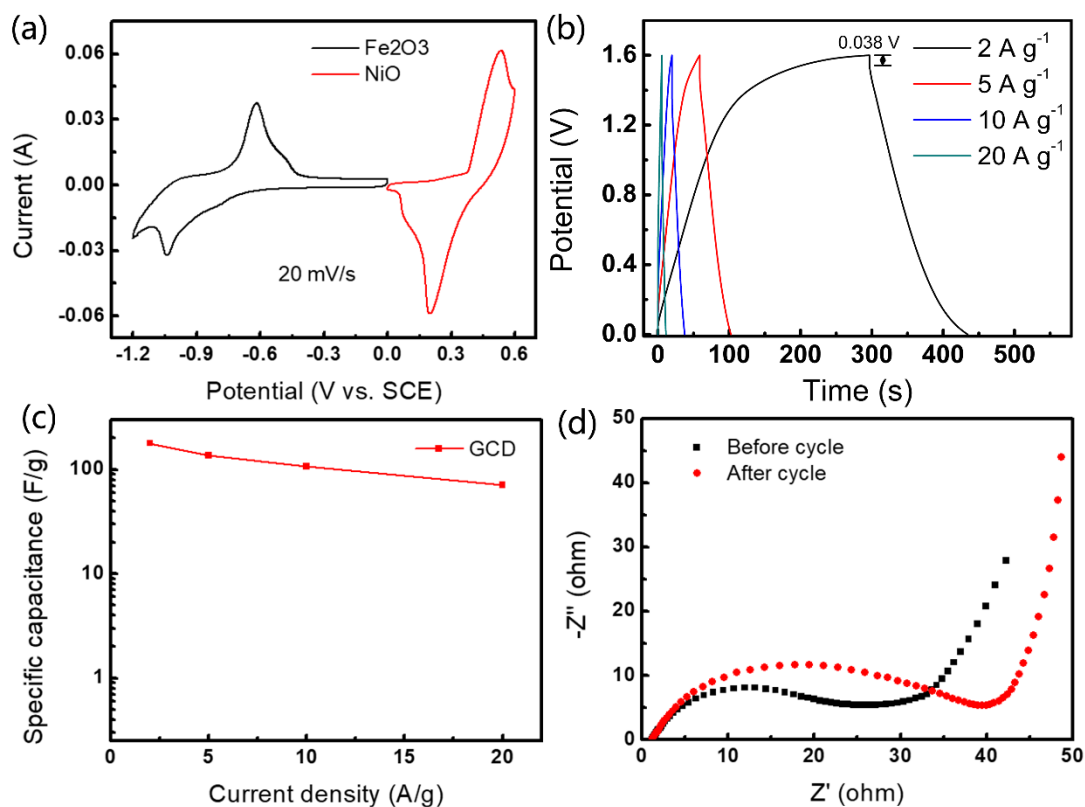 (a)
Fe2O3
NiO
20 mV/s
Current (A)
0.06
0.03
0.00
-0.03
-0.06
-1.2 -0.9 -0.6 -0.3 0.0 0.3 0.6
Potential (V vs. SCE)
(b)
0.038 V
2 A g⁻¹
5 A g⁻¹
10 A g⁻¹
20 A g⁻¹
Potential (V)
1.6
1.2
0.8
0.4
0.0
0 100 200 300 400 500
Time (s)
(c)
GCD
Specific capacitance (F/g)
100
10
1
0 5 10 15 20
Current density (A/g)
(d)
Before cycle
After cycle
-Z'' (ohm)
50
40
30
20
10
0
0 10 20 30 40 50
Z' (ohm)